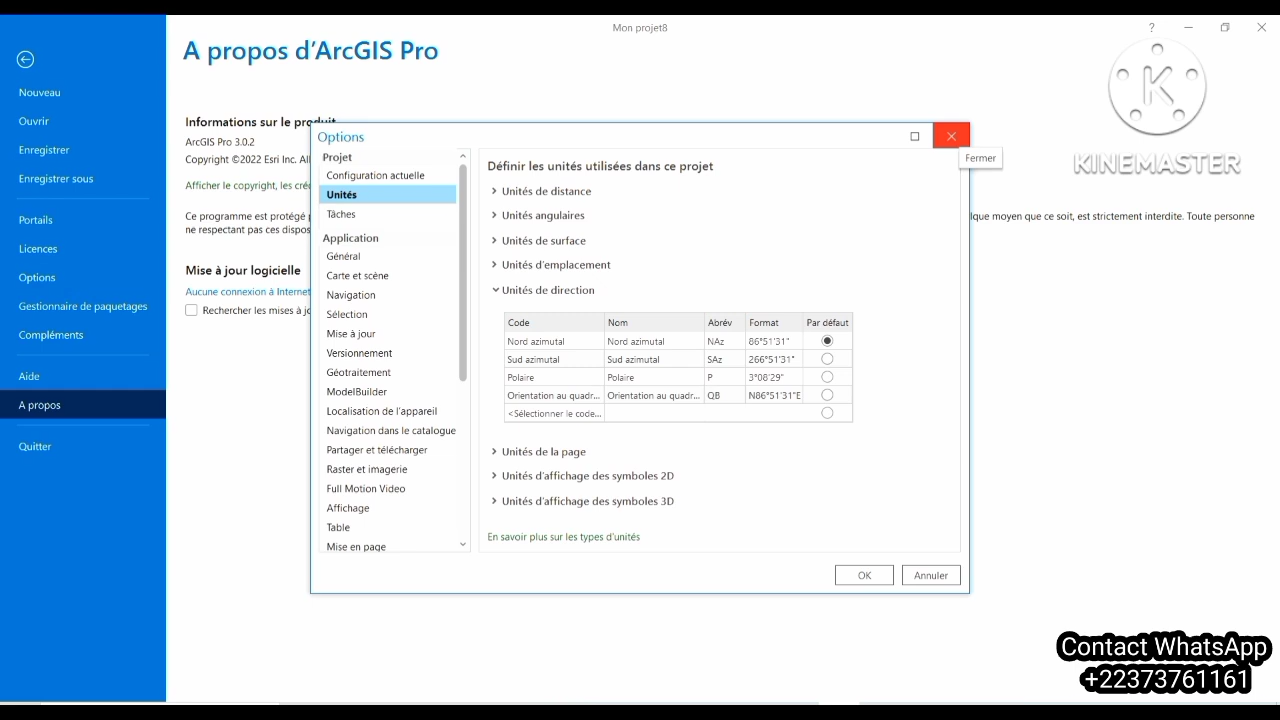 Mon projet8
?
A propos d'ArcGIS Pro
Nouveau
Ouvrir
Enregistrer
Enregistrer sous
Portails
Licences
Options
Gestionnaire de paquetages
Compléments
Aide
A propos
Quitter
Informations sur le produit
ArcGIS Pro 3.0.2
Copyright ©2022 Esri Inc. All
Afficher le copyright, les
Ce programme est protégé
que moyen que ce soit, est strictement interdite. Toute personne
ne respectant pas ces
Mise à jour logicielle
Aucune connexion à Internet
Rechercher les mises à
Options
Fermer
Projet
Configuration actuelle
Unités
Tâches
Application
Général
Carte et scène
Navigation
Sélection
Mise à jour
Versionnement
Géotraitement
ModelBuilder
Localisation de l'appareil
Navigation dans le catalogue
Partager et télécharger
Raster et imagerie
Full Motion Video
Affichage
Table
Mise en page
Définir les unités utilisées dans ce projet
Unités de distance
Unités angulaires
Unités de surface
Unités d'emplacement
Unités de direction
Code Nom Abrév Format Par défaut
Nord azimutal Nord azimutal NAz 86°51'31"
Sud azimutal Sud azimutal SAz 266°51'31"
Polaire Polaire P 3°08'29"
Orientation au quadr... Orientation au quadr... QB N86°51'31"E
<Sélectionner le code...
Unités de la page
Unités d'affichage des symboles 2D
Unités d'affichage des symboles 3D
En savoir plus sur les types d'unités
OK Annuler
K
KINEMASTER
Contact WhatsApp
+22373761161